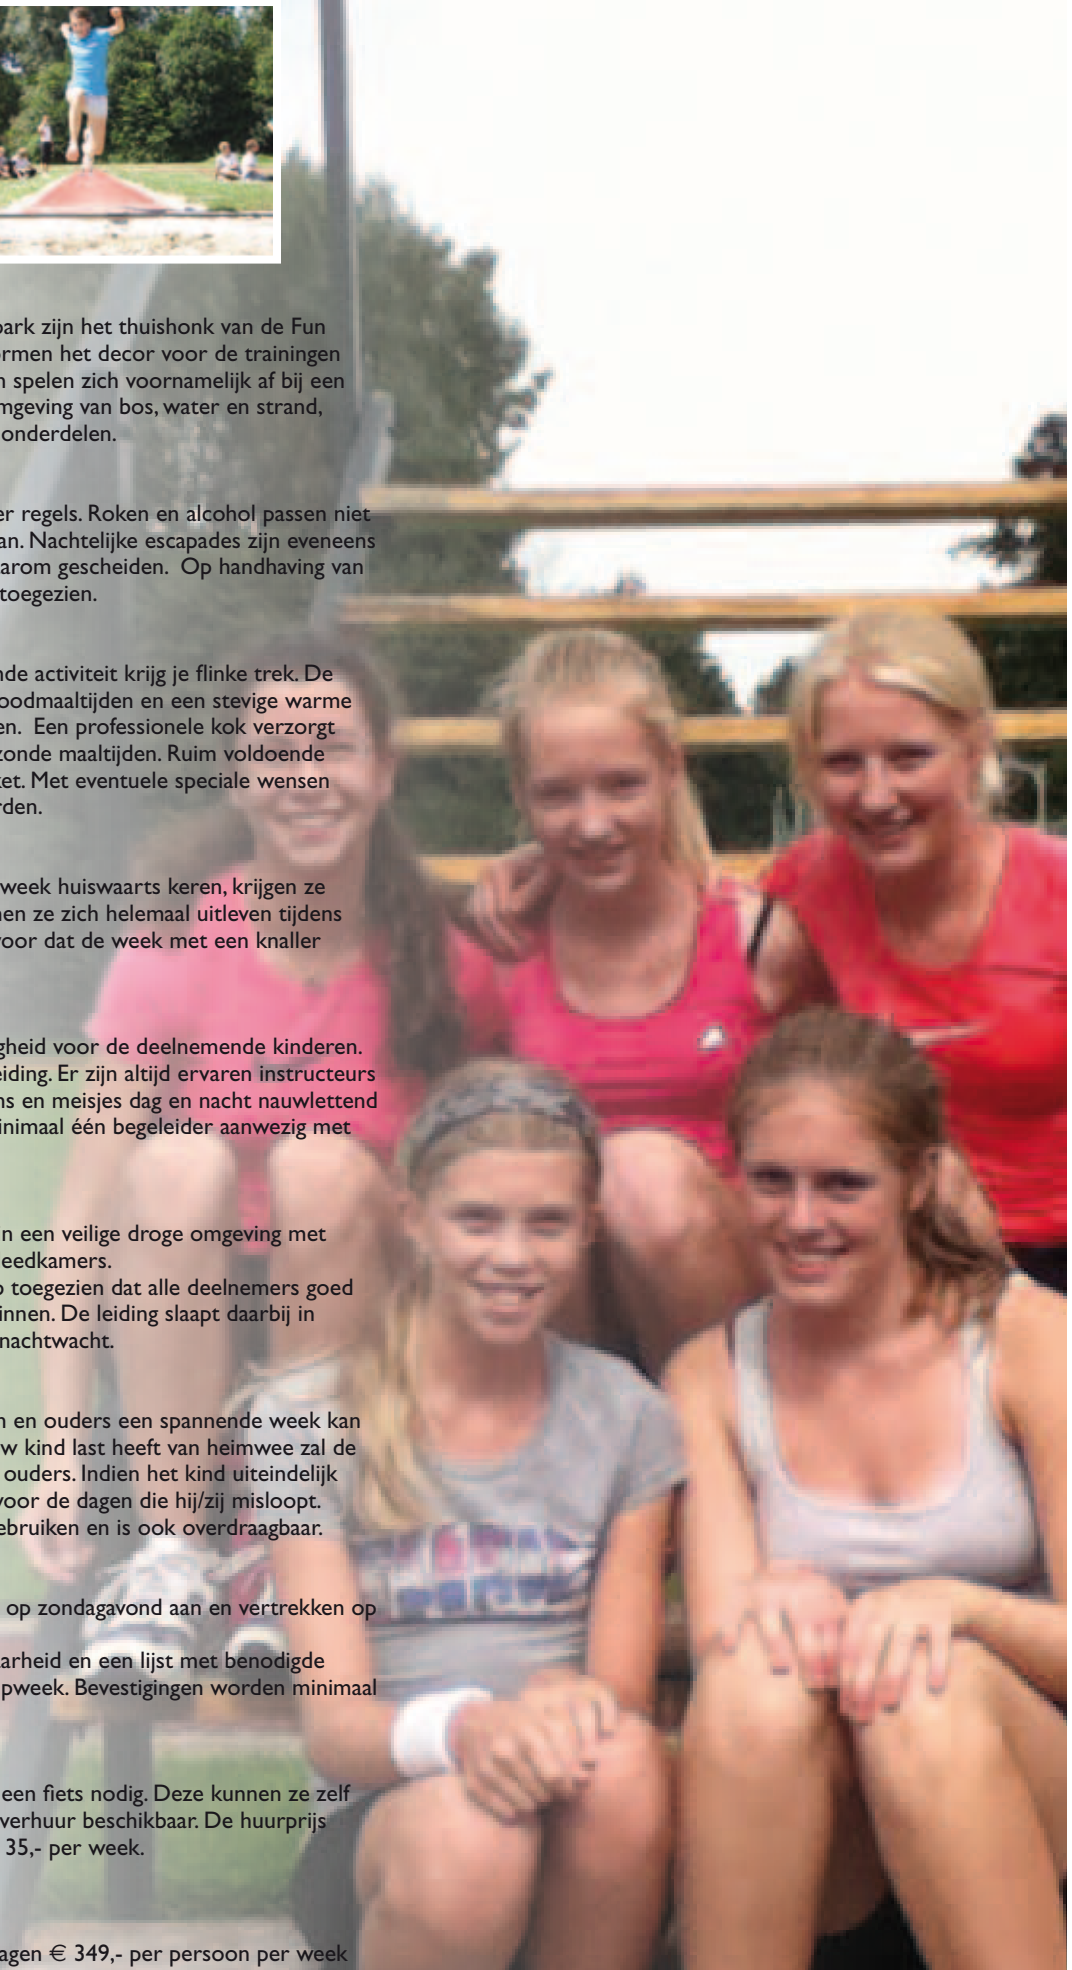 park zijn het thuishonk van de Fun
ormen het decor voor de trainingen
spelen zich voornamelijk af bij een
mgeving van bos, water en strand,
onderdelen.
er regels. Roken en alcohol passen niet
an. Nachtelijke escapades zijn eveneens
aarom gescheiden. Op handhaving van
toegezien.
nde activiteit krijg je flinke trek. De
oodmaaltijden en een stevige warme
en. Een professionele kok verzorgt
zonde maaltijden. Ruim voldoende
ket. Met eventuele speciale wensen
rden.
week huiswaarts keren, krijgen ze
nen ze zich helemaal uitleven tijdens
voor dat de week met een knaller
gheid voor de deelnemende kinderen.
eiding. Er zijn altijd ervaren instructeurs
ns en meisjes dag en nacht nauwlettend
inimaal één begeleider aanwezig met
in een veilige droge omgeving met
leedkamers.
p toegezien dat alle deelnemers goed
innen. De leiding slaapt daarbij in
nachtwacht.
n en ouders een spannende week kan
w kind last heeft van heimwee zal de
ouders. Indien het kind uiteindelijk
voor de dagen die hij/zij misloopt.
ebruiken en is ook overdraagbaar.
op zondagavond aan en vertrekken op
aarheid en een lijst met benodigde
pweek. Bevestigingen worden minimaal
een fiets nodig. Deze kunnen ze zelf
verhuur beschikbaar. De huurprijs
35,- per week.
agen € 349,- per persoon per week